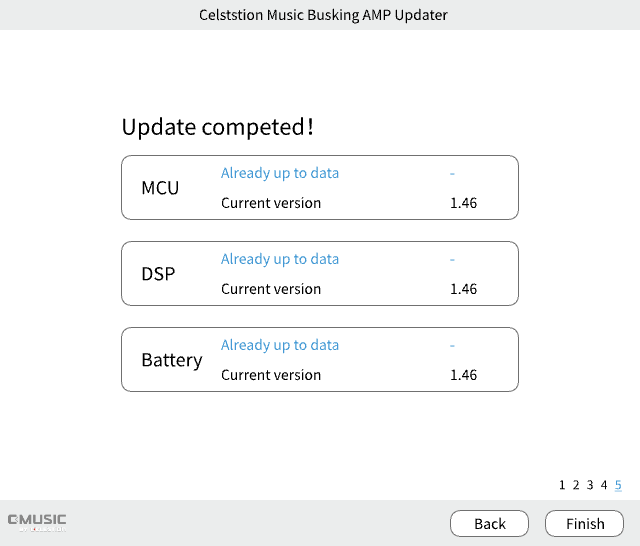 Celststion Music Busking AMP Updater
Update competed!
MCU
Already up to data -
Current version 1.46
DSP
Already up to data -
Current version 1.46
Battery
Already up to data -
Current version 1.46
1 2 3 4 5
C·MUSIC
Back Finish